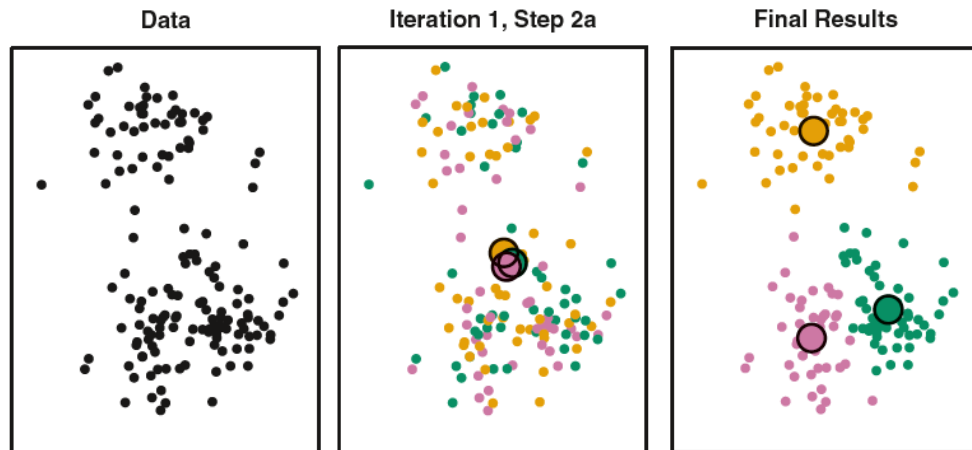 Data
Iteration 1, Step 2a
Final Results